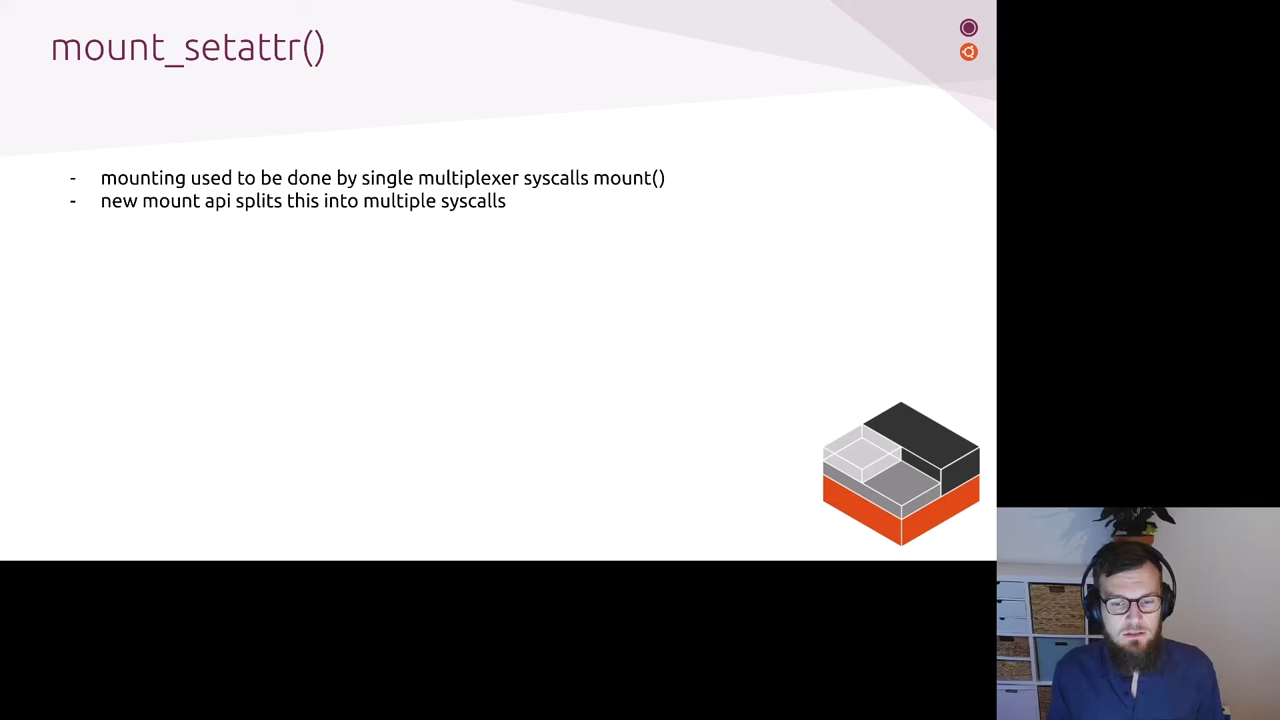 mount_setattr()
- mounting used to be done by single multiplexer syscalls mount()
- new mount api splits this into multiple syscalls